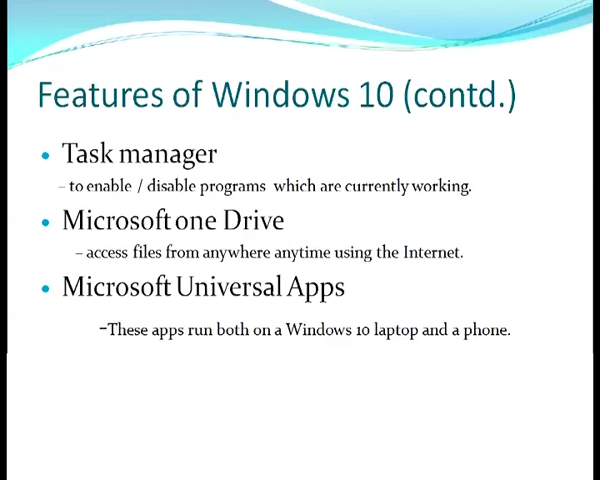 Features of Windows 10 (contd.)
• Task manager
– to enable / disable programs which are currently working.
• Microsoft one Drive
– access files from anywhere anytime using the Internet.
• Microsoft Universal Apps
–These apps run both on a Windows 10 laptop and a phone.